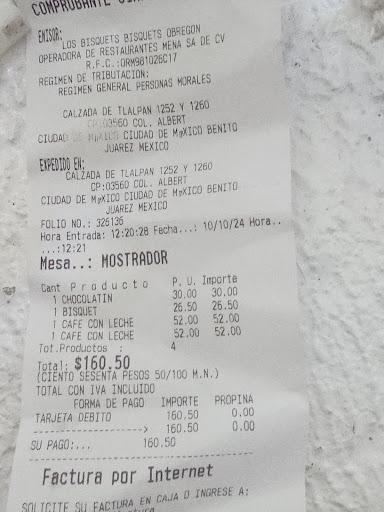 COMPROBANTE
EMISOR:
LOS BISQUETS BISQUETS OBREGON
OPERADORA DE RESTAURANTES MENA SA DE CV
R.F.C.:ORM981026C17
REGIMEN DE TRIBUTACION:
REGIMEN GENERAL PERSONAS MORALES
CALZADA DE TLALPAN 1252 Y 1260
CP:03560 COL. ALBERT
CIUDAD DE MéXICO CIUDAD DE MéXICO BENITO
JUAREZ MEXICO
EXPEDIDO EN:
CALZADA DE TLALPAN 1252 Y 1260
CP:03560 COL. ALBERT
CIUDAD DE MéXICO CIUDAD DE MéXICO BENITO
JUAREZ MEXICO
FOLIO NO.: 326136
Hora Entrada: 12:20:28 Fecha...: 10/10/24 Hora..
...:12:21
Mesa..: MOSTRADOR
Cant Producto P. U. Importe
1 CHOCOLATIN 30.00 30.00
1 BISQUET 26.50 26.50
1 CAFE CON LECHE 52.00 52.00
1 CAFE CON LECHE 52.00 52.00
Tot.Productos : 4
Total: $160.50
(CIENTO SESENTA PESOS 50/100 M.N.)
TOTAL CON IVA INCLUIDO
FORMA DE PAGO IMPORTE PROPINA
TARJETA DEBITO 160.50 0.00
--------------------> 160.50 0.00
SU PAGO:... 160.50
Factura por Internet
SOLICITE SU FACTURA EN CAJA O INGRESE A: